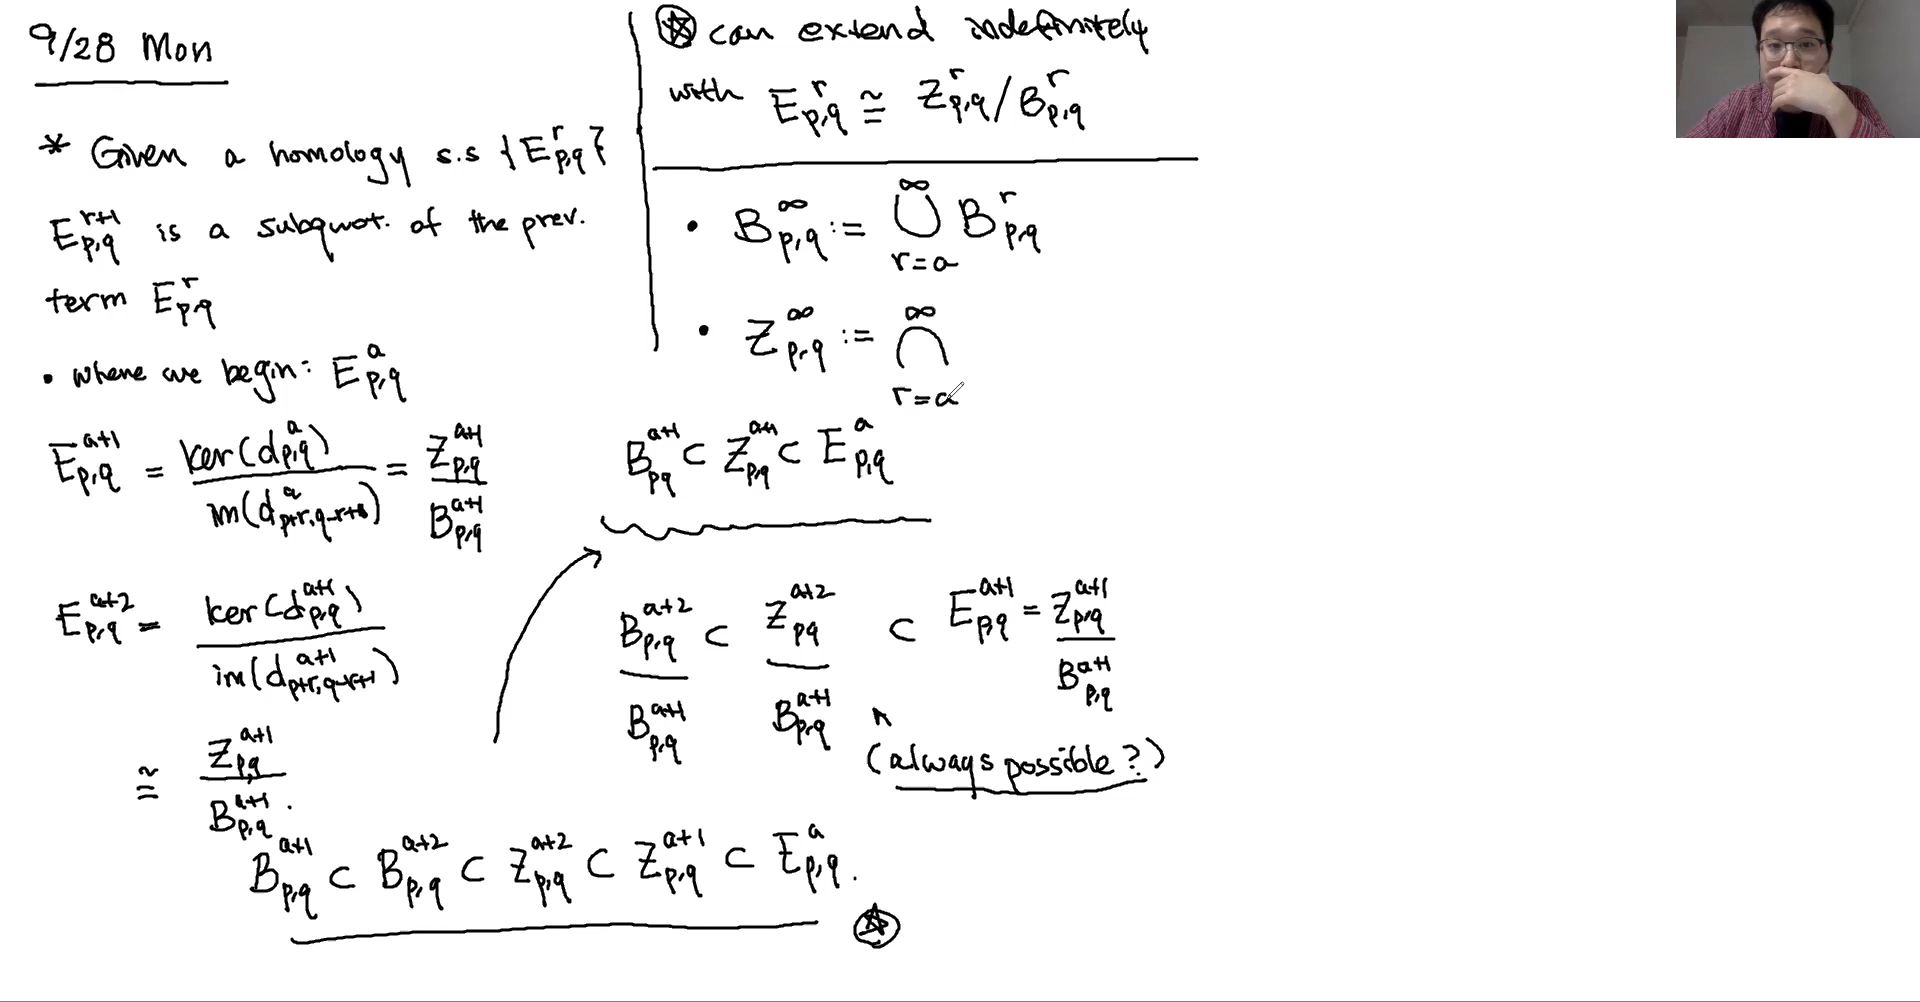 9/28 Mon
* Given a homology s.s {E^r_{p,q}}
E^{r+1}_{p,q} is a subquot. of the prev.
term E^r_{p,q}
• where we begin: E^a_{p,q}
E^{a+1}_{p,q} = ker(d^a_{p,q}) / im(d^a_{p+r,q-r+1}) = Z^{a+1}_{p,q} / B^{a+1}_{p,q}
E^{a+2}_{p,q} = ker(d^{a+1}_{p,q}) / im(d^{a+1}_{p+r,q-r+1})
≅ Z^{a+1}_{p,q} / B^{a+1}_{p,q}.
B^{a+1}_{p,q} ⊂ B^{a+2}_{p,q} ⊂ Z^{a+2}_{p,q} ⊂ Z^{a+1}_{p,q} ⊂ E^a_{p,q}. ☆
☆ can extend indefinitely
with E^r_{p,q} ≅ Z^r_{p,q} / B^r_{p,q}
• B^∞_{p,q} := ∪^∞_{r=a} B^r_{p,q}
• Z^∞_{p,q} := ∩^∞_{r=a}
B^{a+1}_{pq} ⊂ Z^{a+1}_{p,q} ⊂ E^a_{p,q}
B^{a+2}_{p,q} / B^{a+1}_{p,q} ⊂ Z^{a+2}_{pq} / B^{a+1}_{p,q} ⊂ E^{a+1}_{p,q} = Z^{a+1}_{p,q} / B^{a+1}_{p,q}
(always possible?)